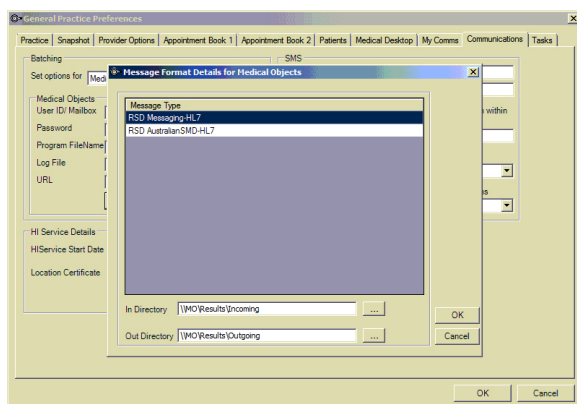 General Practice Preferences
Practice Snapshot Provider Options Appointment Book 1 Appointment Book 2 Patients Medical Desktop My Comms Communications Tasks
Batching SMS
Set options for Medi
Message Format Details for Medical Objects
Medical Objects
User ID/ Mailbox
Password
Program FileName
Log File
URL
Message Type
RSD Messaging-HL7
RSD AustralianSMD-HL7
within
HI Service Details
HIService Start Date
Location Certificate
In Directory \\MO\Results\Incoming ...
Out Directory \\MO\Results\Outgoing ...
OK
Cancel
OK Cancel